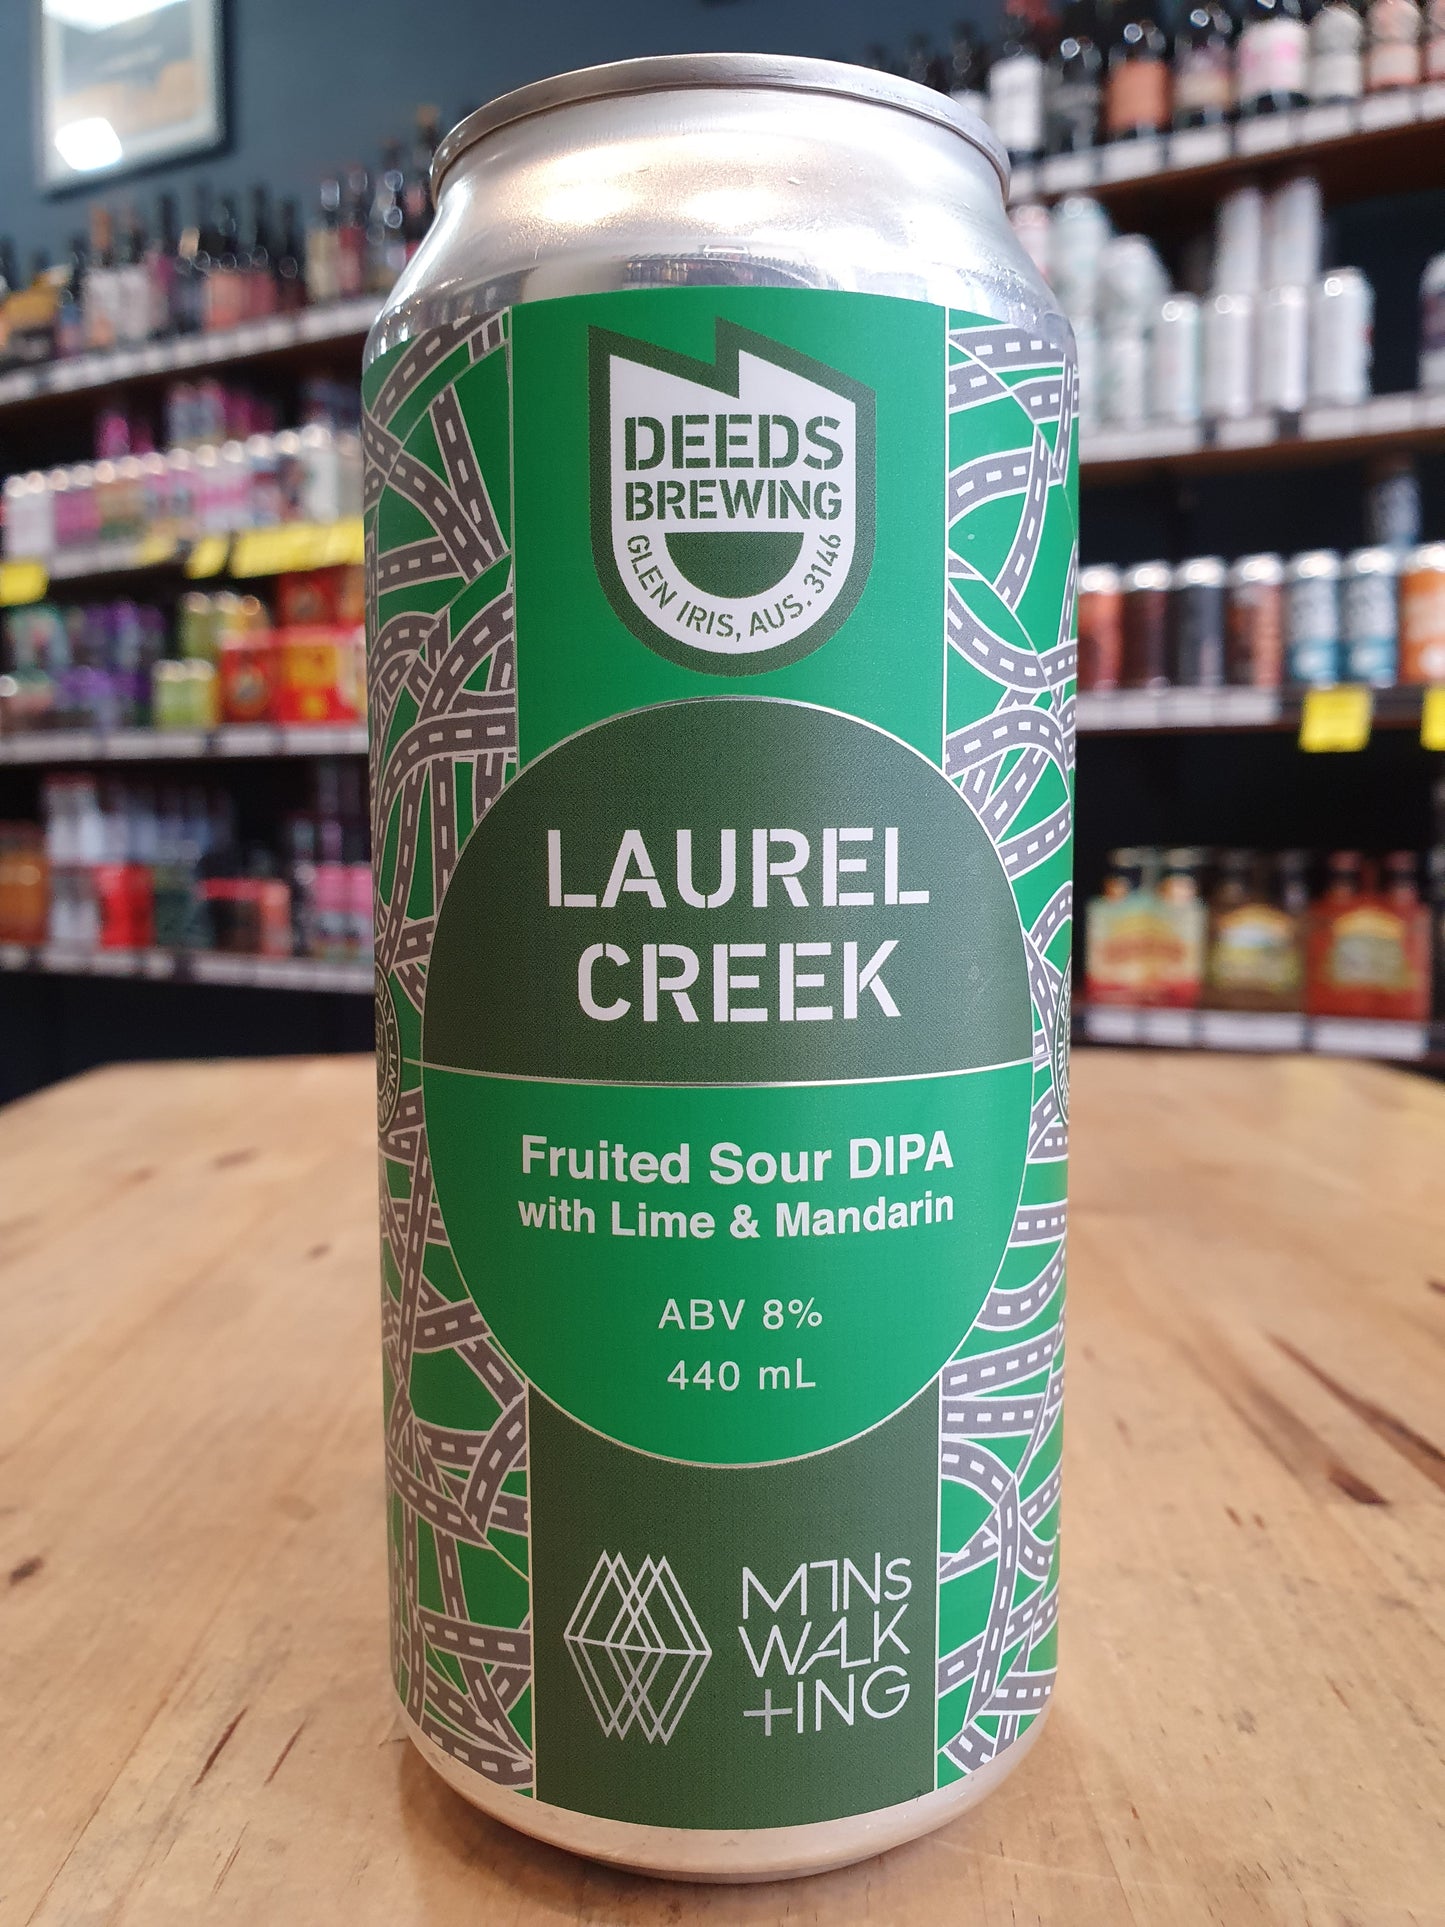 DEEDS
BREWING
GLEN IRIS, AUS. 3146
LAUREL
CREEK
Fruited Sour DIPA
with Lime & Mandarin
ABV 8%
440 mL
MTNS
WALK
+ING